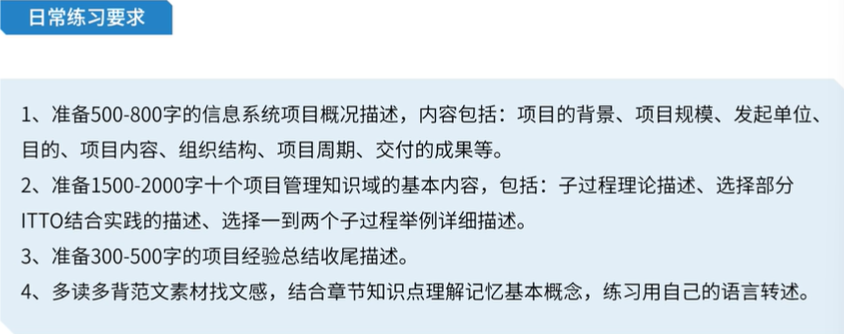 日常练习要求
1、准备500-800字的信息系统项目概况描述，内容包括：项目的背景、项目规模、发起单位、
目的、项目内容、组织结构、项目周期、交付的成果等。
2、准备1500-2000字十个项目管理知识域的基本内容，包括：子过程理论描述、选择部分
ITTO结合实践的描述、选择一到两个子过程举例详细描述。
3、准备300-500字的项目经验总结收尾描述。
4、多读多背范文素材找文感，结合章节知识点理解记忆基本概念，练习用自己的语言转述。